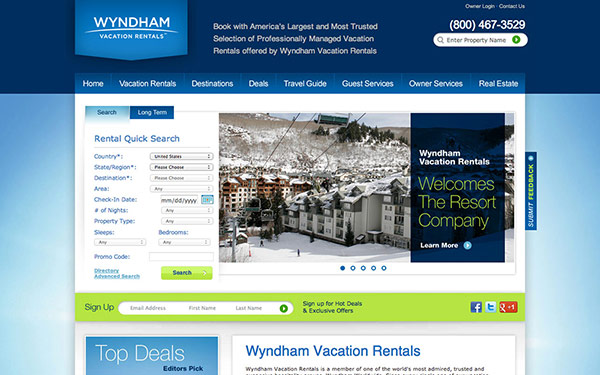 Owner Login · Contact Us
WYNDHAM
VACATION RENTALS
Book with America's Largest and Most Trusted
Selection of Professionally Managed Vacation
Rentals offered by Wyndham Vacation Rentals
(800) 467-3529
Enter Property Name
Home Vacation Rentals Destinations Deals Travel Guide Guest Services Owner Services Real Estate
Search Long Term
Rental Quick Search
Country*: United States
State/Region*: Please Choose
Destination*: Please Choose
Area: Any
Check-In Date: mm/dd/yyyy
# of Nights: Any
Property Type: Any
Sleeps: Bedrooms:
Any Any
Promo Code:
Directory
Advanced Search
Search
Wyndham
Vacation Rentals
Welcomes
The Resort
Company
Learn More
SUBMIT FEEDBACK
Sign Up Email Address First Name Last Name
Sign up for Hot Deals
& Exclusive Offers
+1
Top Deals
Editors Pick
Wyndham Vacation Rentals
Wyndham Vacation Rentals is a member of one of the world's most admired, trusted and